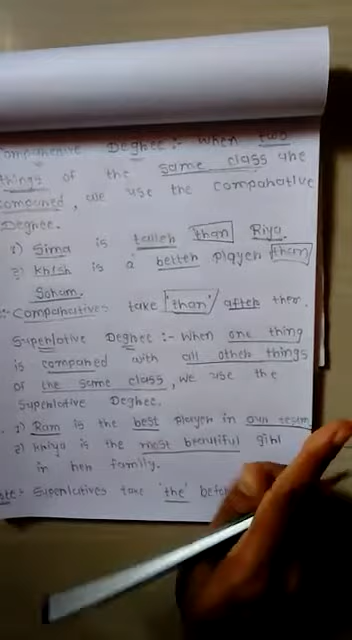 Comparative Degree :- When two
things of the same class are
compared, we use the comparative
Degree.
1) Sima is taller than Riya.
2) Krish is a better player than
Soham.
:- Comparatives take 'than' after them.
Superlative Degree :- When one thing
is compared with all other things
of the same class, we use the
Superlative Degree.
1) Ram is the best player in our team.
2) Khiya is the most beautiful girl
in her family.
Note :- Superlatives take 'the'